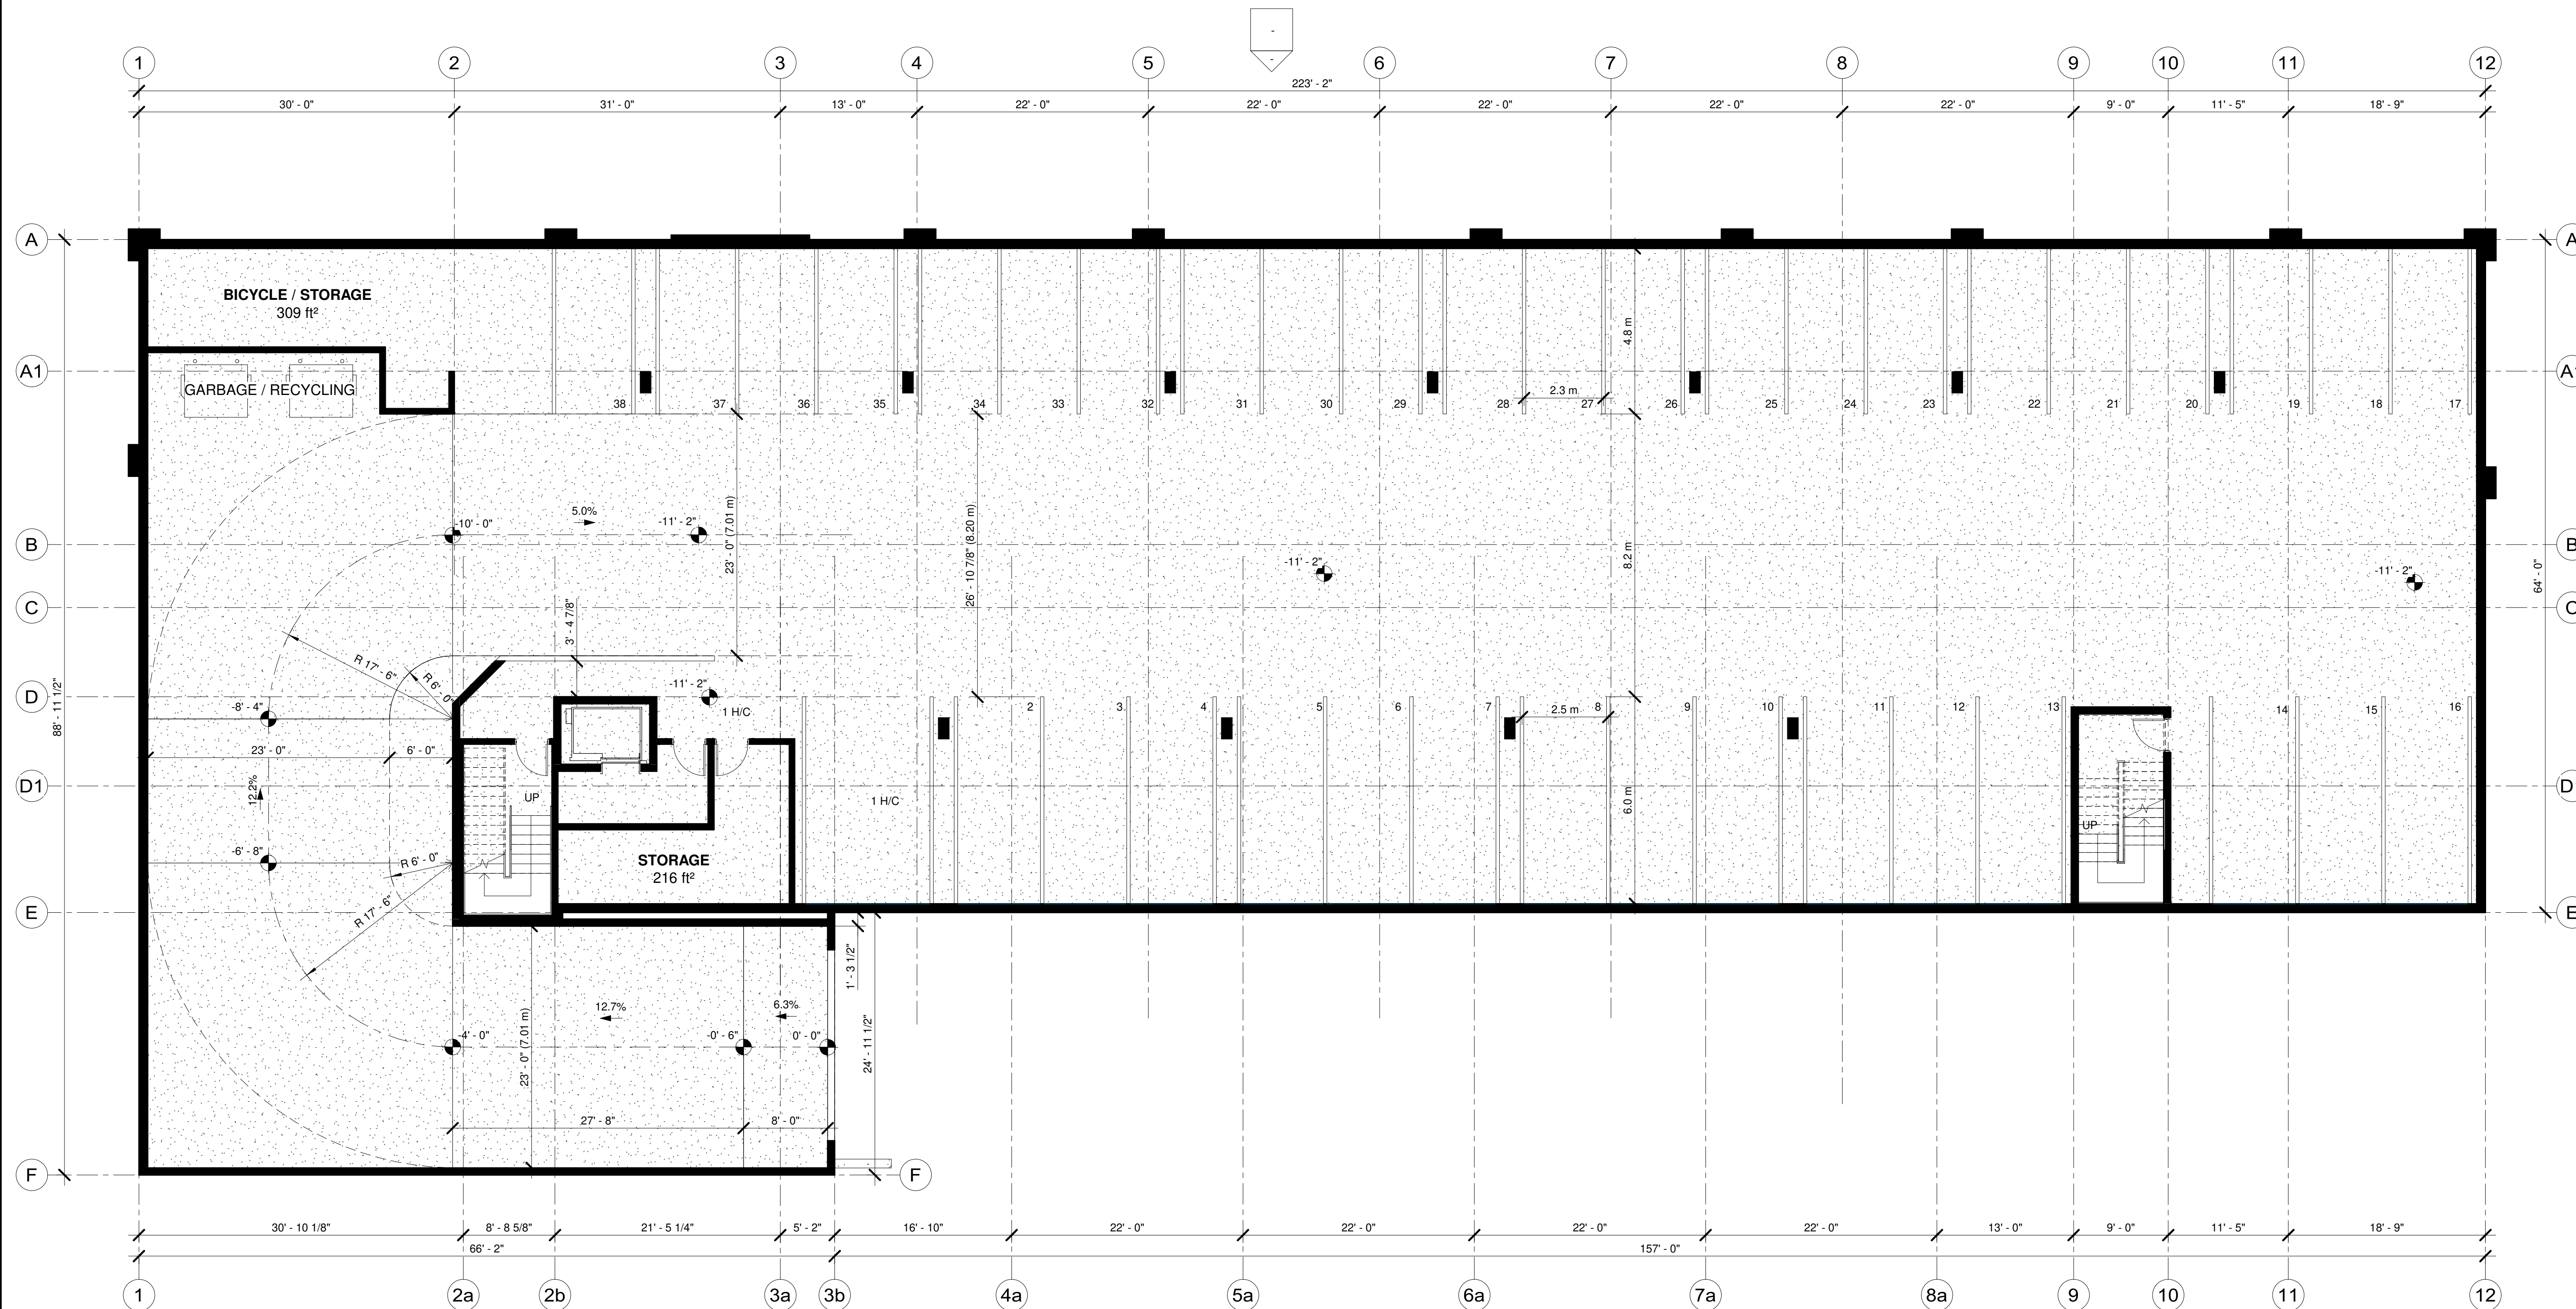 -
-
1 2 3 4 5 6 7 8 9 10 11 12
223' - 2"
30' - 0" 31' - 0" 13' - 0" 22' - 0" 22' - 0" 22' - 0" 22' - 0" 22' - 0" 9' - 0" 11' - 5" 18' - 9"
A A
BICYCLE / STORAGE
309 ft²
4.8 m
A1 A1
GARBAGE / RECYCLING
2.3 m
38 37 36 35 34 33 32 31 30 29 28 27 26 25 24 23 22 21 20 19 18 17
5.0%
-10' - 0" -11' - 2"
23' - 0" (7.01 m)
26' - 10 7/8" (8.20 m)
8.2 m
B B
-11' - 2" -11' - 2"
64' - 0"
C C
3' - 4 7/8"
R 17' - 6"
R 6' - 0"
D D
88' - 11 1/2"
-11' - 2"
1 H/C
-8' - 4"
2 3 4 5 6 7 8 9 10 11 12 13 14 15 16
2.5 m
23' - 0" 6' - 0"
12.2%
D1 D
UP
1 H/C
6.0 m
UP
-6' - 8"
R 6' - 0"
STORAGE
216 ft²
R 17' - 6"
E E
1' - 3 1/2"
12.7% 6.3%
-4' - 0" -0' - 6" 0' - 0"
23' - 0" (7.01 m)
24' - 11 1/2"
27' - 8" 8' - 0"
F F
30' - 10 1/8" 8' - 8 5/8" 21' - 5 1/4" 5' - 2" 16' - 10" 22' - 0" 22' - 0" 22' - 0" 22' - 0" 13' - 0" 9' - 0" 11' - 5" 18' - 9"
66' - 2" 157' - 0"
1 2a 2b 3a 3b 4a 5a 6a 7a 8a 9 10 11 12